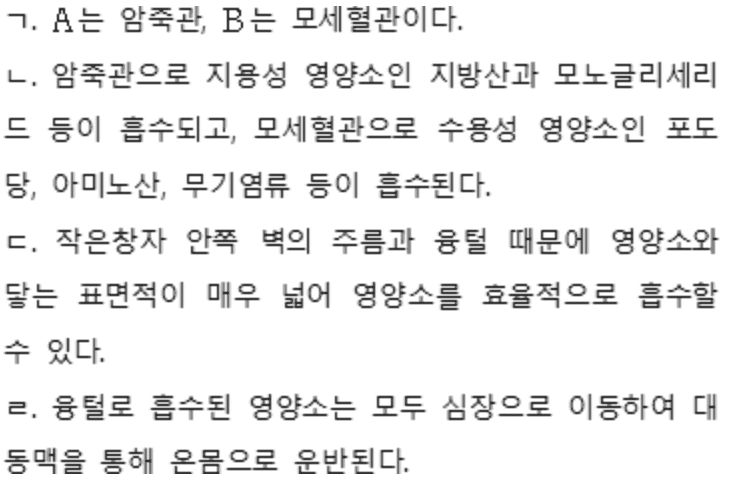 ㄱ. A는 암죽관, B는 모세혈관이다.
ㄴ. 암죽관으로 지용성 영양소인 지방산과 모노글리세리
드 등이 흡수되고, 모세혈관으로 수용성 영양소인 포도
당, 아미노산, 무기염류 등이 흡수된다.
ㄷ. 작은창자 안쪽 벽의 주름과 융털 때문에 영양소와
닿는 표면적이 매우 넓어 영양소를 효율적으로 흡수할
수 있다.
ㄹ. 융털로 흡수된 영양소는 모두 심장으로 이동하여 대
동맥을 통해 온몸으로 운반된다.